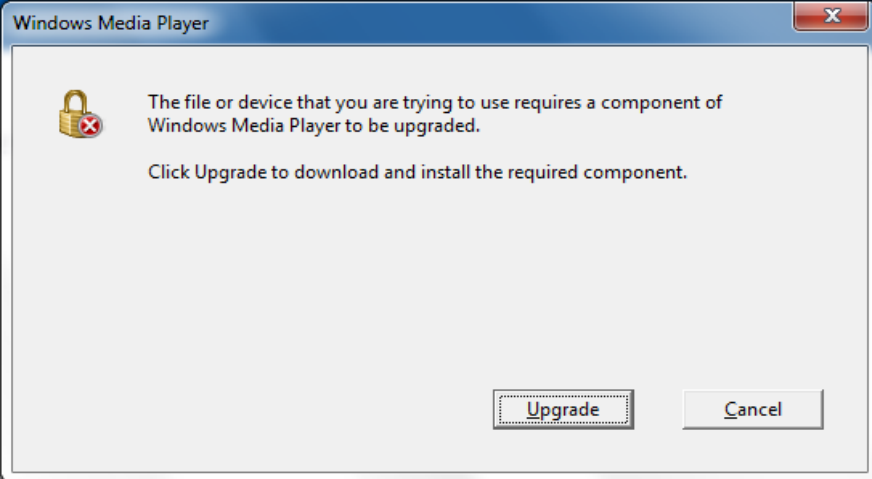 Windows Media Player
The file or device that you are trying to use requires a component of
Windows Media Player to be upgraded.
Click Upgrade to download and install the required component.
Upgrade
Cancel